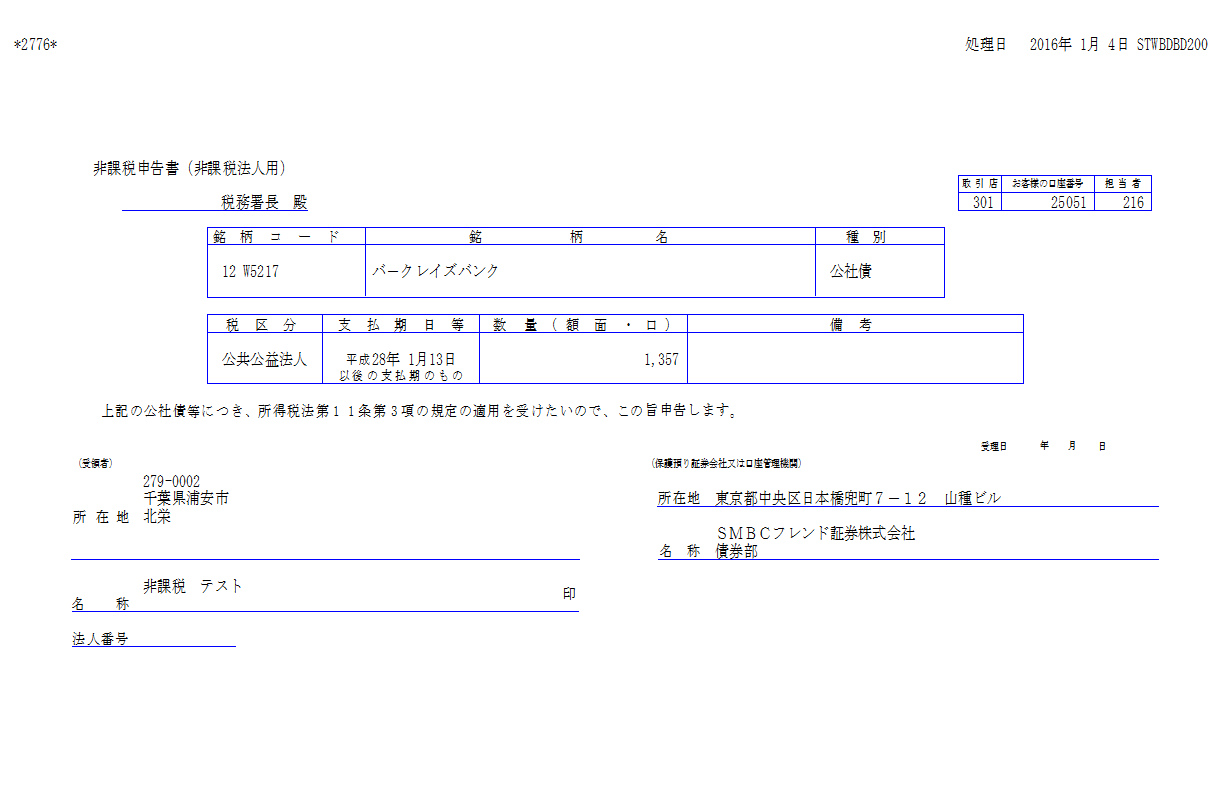 *2776*
処理日 2016年 1月 4日 STWBDBD200
非課税申告書（非課税法人用）
税務署長 殿
取引店 お客様の口座番号 担当者
301 25051 216
銘柄コード 銘柄名 種別
12 W5217 バークレイズバンク 公社債
税区分 支払期日等 数量(額面・口) 備考
公共公益法人 平成28年 1月13日 1,357
以後の支払期のもの
上記の公社債等につき、所得税法第１１条第３項の規定の適用を受けたいので、この旨申告します。
受理日 年 月 日
（受領者）
279-0002
千葉県浦安市
所在地 北栄
名称 非課税 テスト 印
法人番号
（保護預り証券会社又は口座管理機関）
所在地 東京都中央区日本橋兜町７－１２ 山種ビル
ＳＭＢＣフレンド証券株式会社
名称 債券部